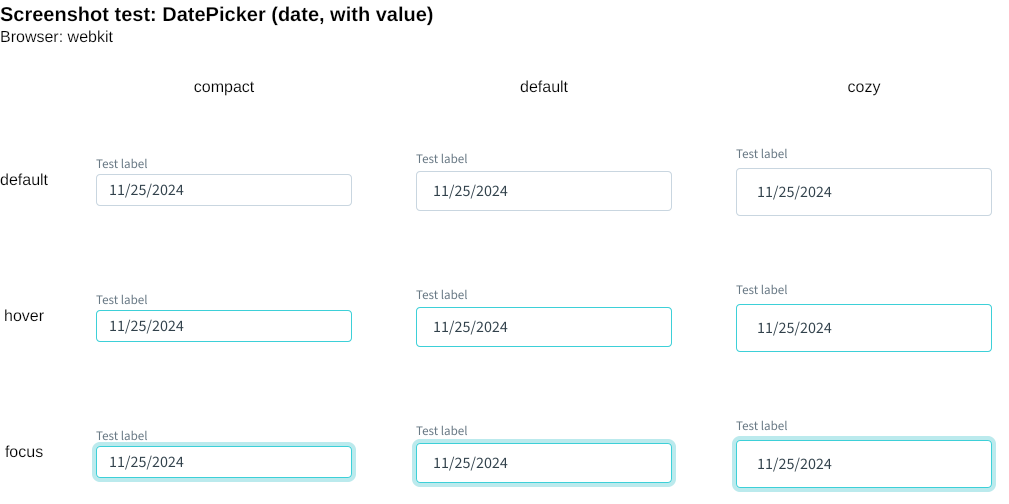 Screenshot test: DatePicker (date, with value)
Browser: webkit
compact default cozy
Test label Test label Test label
default 11/25/2024 11/25/2024 11/25/2024
Test label Test label Test label
hover 11/25/2024 11/25/2024 11/25/2024
Test label Test label Test label
focus 11/25/2024 11/25/2024 11/25/2024